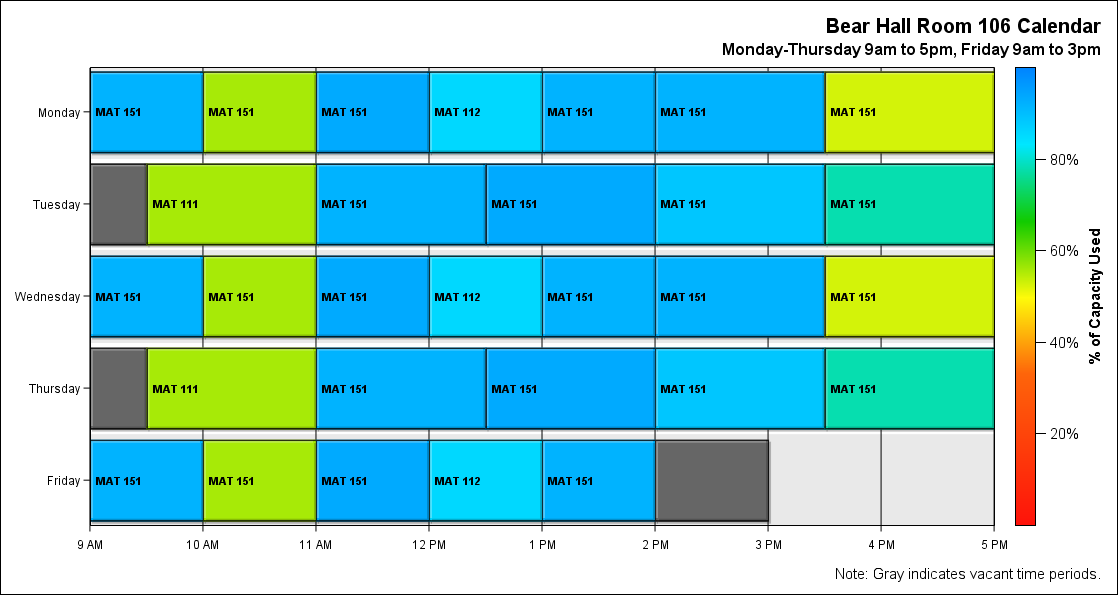 Bear Hall Room 106 Calendar
Monday-Thursday 9am to 5pm, Friday 9am to 3pm
Monday MAT 151 MAT 151 MAT 151 MAT 112 MAT 151 MAT 151 MAT 151
80%
Tuesday MAT 111 MAT 151 MAT 151 MAT 151 MAT 151
60%
Wednesday MAT 151 MAT 151 MAT 151 MAT 112 MAT 151 MAT 151 MAT 151
% of Capacity Used
40%
Thursday MAT 111 MAT 151 MAT 151 MAT 151 MAT 151
20%
Friday MAT 151 MAT 151 MAT 151 MAT 112 MAT 151
9 AM 10 AM 11 AM 12 PM 1 PM 2 PM 3 PM 4 PM 5 PM
Note: Gray indicates vacant time periods.